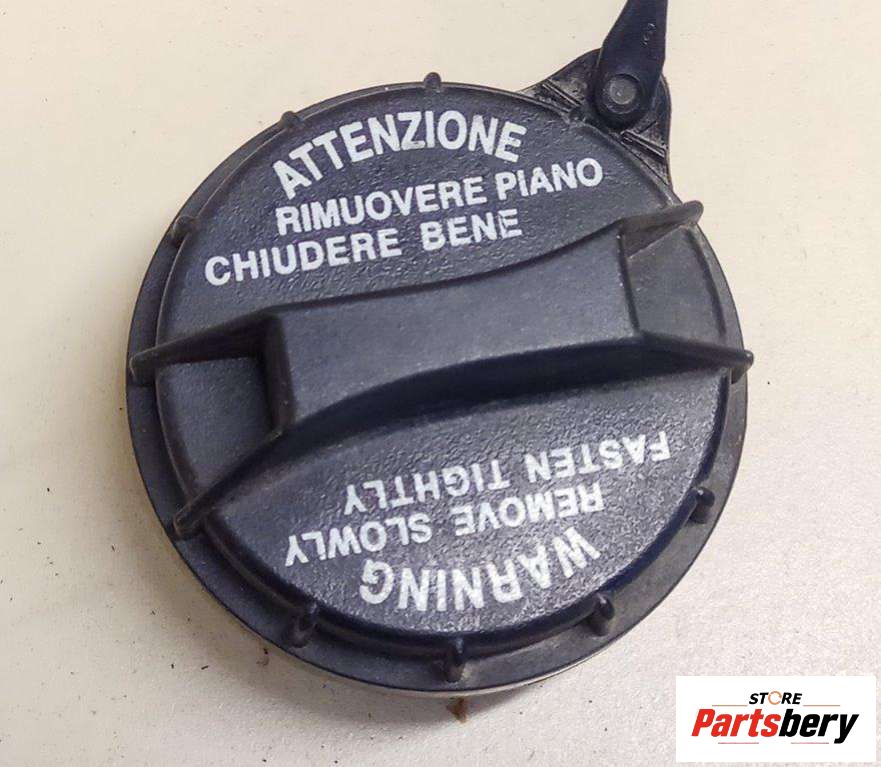 ATTENZIONE
RIMUOVERE PIANO
CHIUDERE BENE
WARNING
REMOVE SLOWLY
FASTEN TIGHTLY
STORE
Partsbery